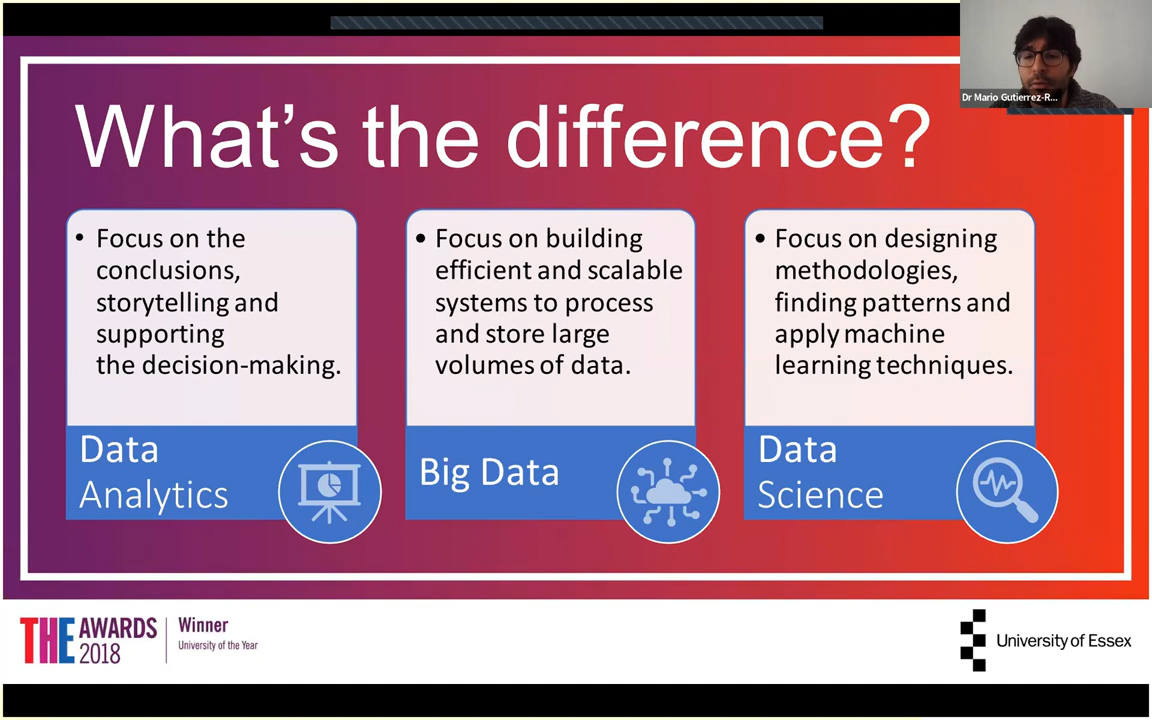 What's the difference?
Dr Mario Gutierrez-R...
• Focus on the
conclusions,
storytelling and
supporting
the decision-making.
Data
Analytics
• Focus on building
efficient and scalable
systems to process
and store large
volumes of data.
Big Data
• Focus on designing
methodologies,
finding patterns and
apply machine
learning techniques.
Data
Science
THE AWARDS
2018
Winner
University of the Year
University of Essex